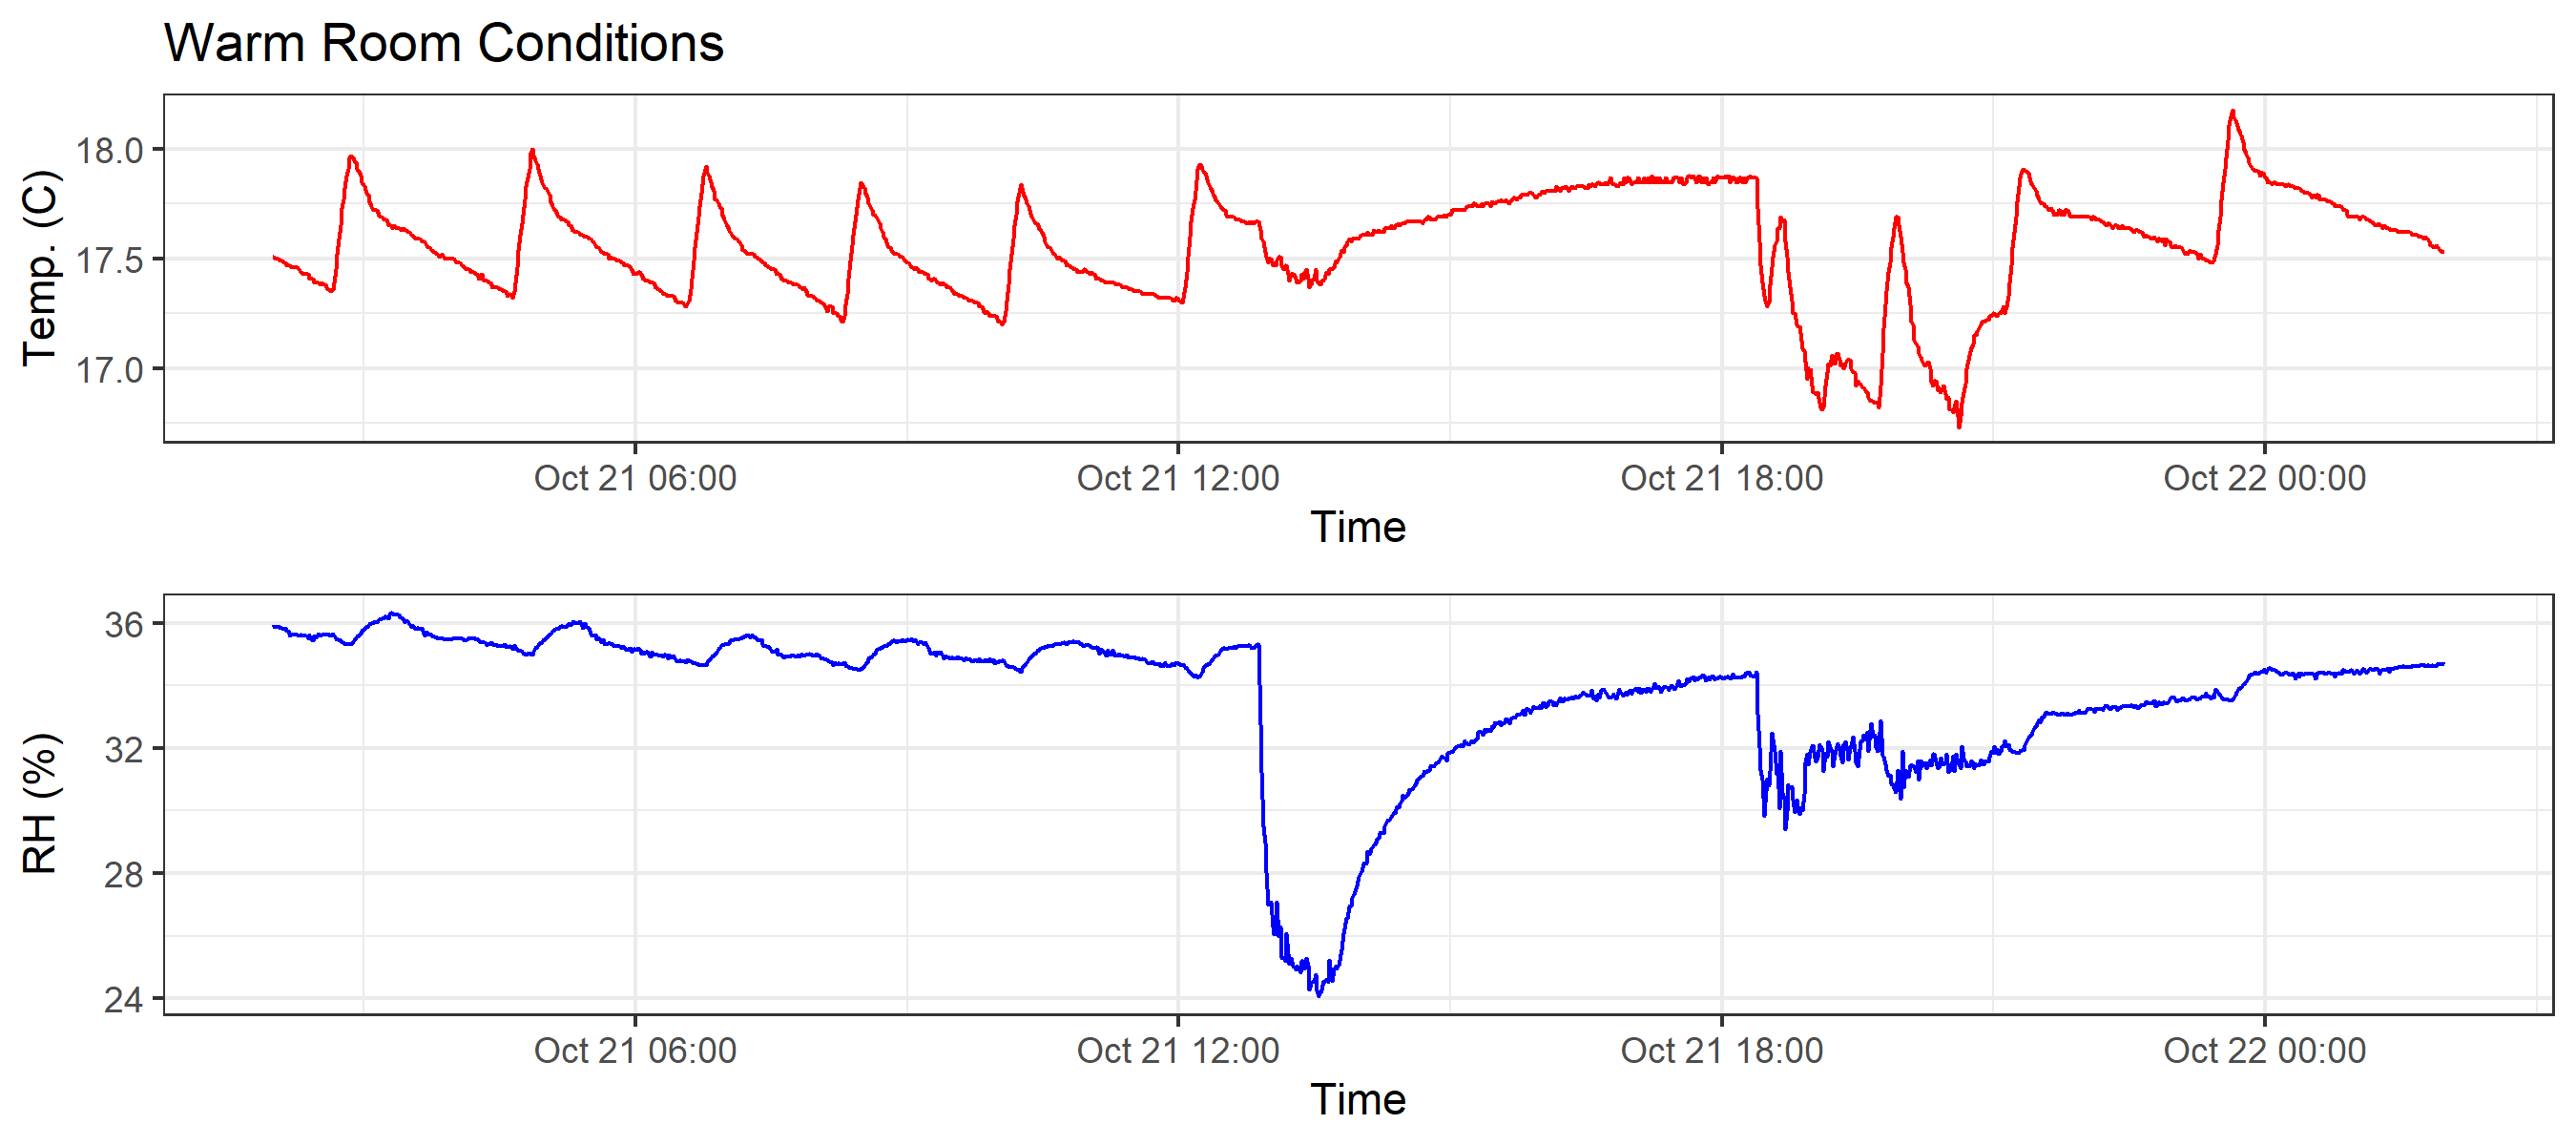 Warm Room Conditions
18.0
17.5
17.0
Temp. (C)
Oct 21 06:00 Oct 21 12:00 Oct 21 18:00 Oct 22 00:00
Time
36
32
28
24
RH (%)
Oct 21 06:00 Oct 21 12:00 Oct 21 18:00 Oct 22 00:00
Time